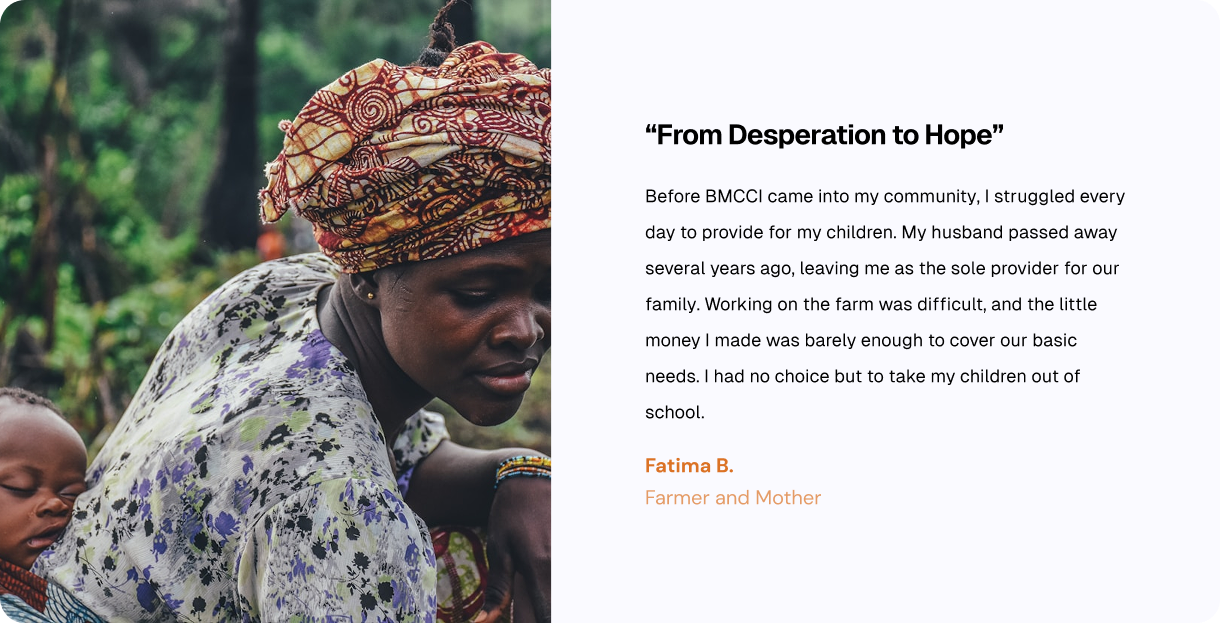 “From Desperation to Hope”
Before BMCCI came into my community, I struggled every
day to provide for my children. My husband passed away
several years ago, leaving me as the sole provider for our
family. Working on the farm was difficult, and the little
money I made was barely enough to cover our basic
needs. I had no choice but to take my children out of
school.
Fatima B.
Farmer and Mother